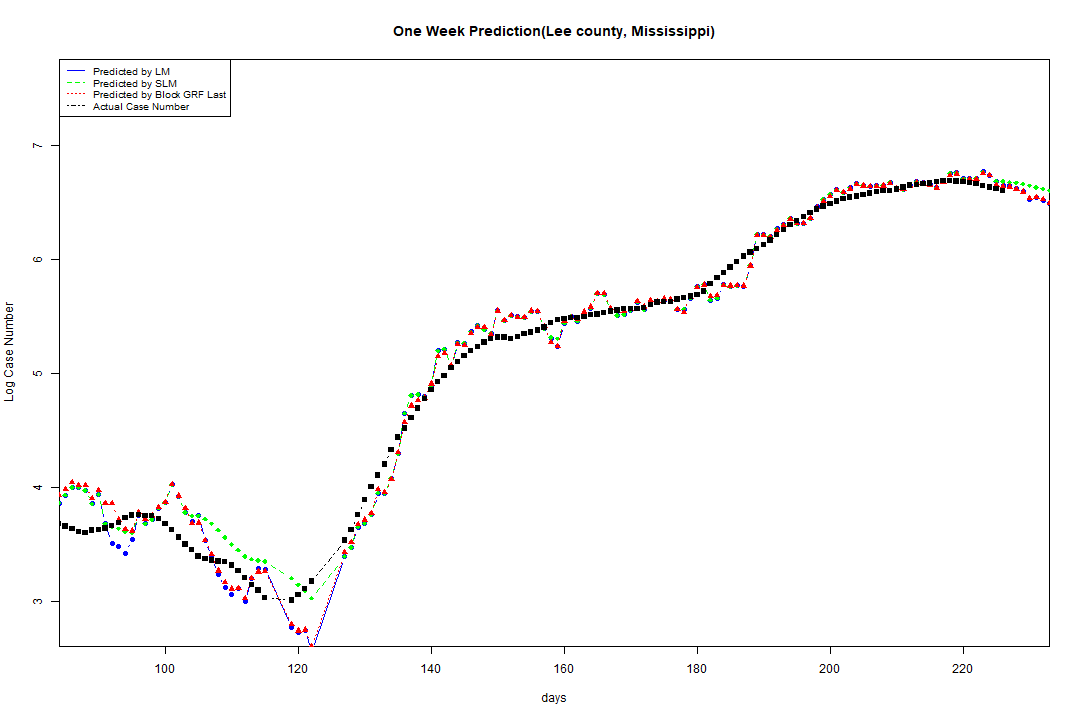 One Week Prediction(Lee county, Mississippi)
Predicted by LM
Predicted by SLM
Predicted by Block GRF Last
Actual Case Number
7
6
5
4
3
Log Case Number
100 120 140 160 180 200 220
days